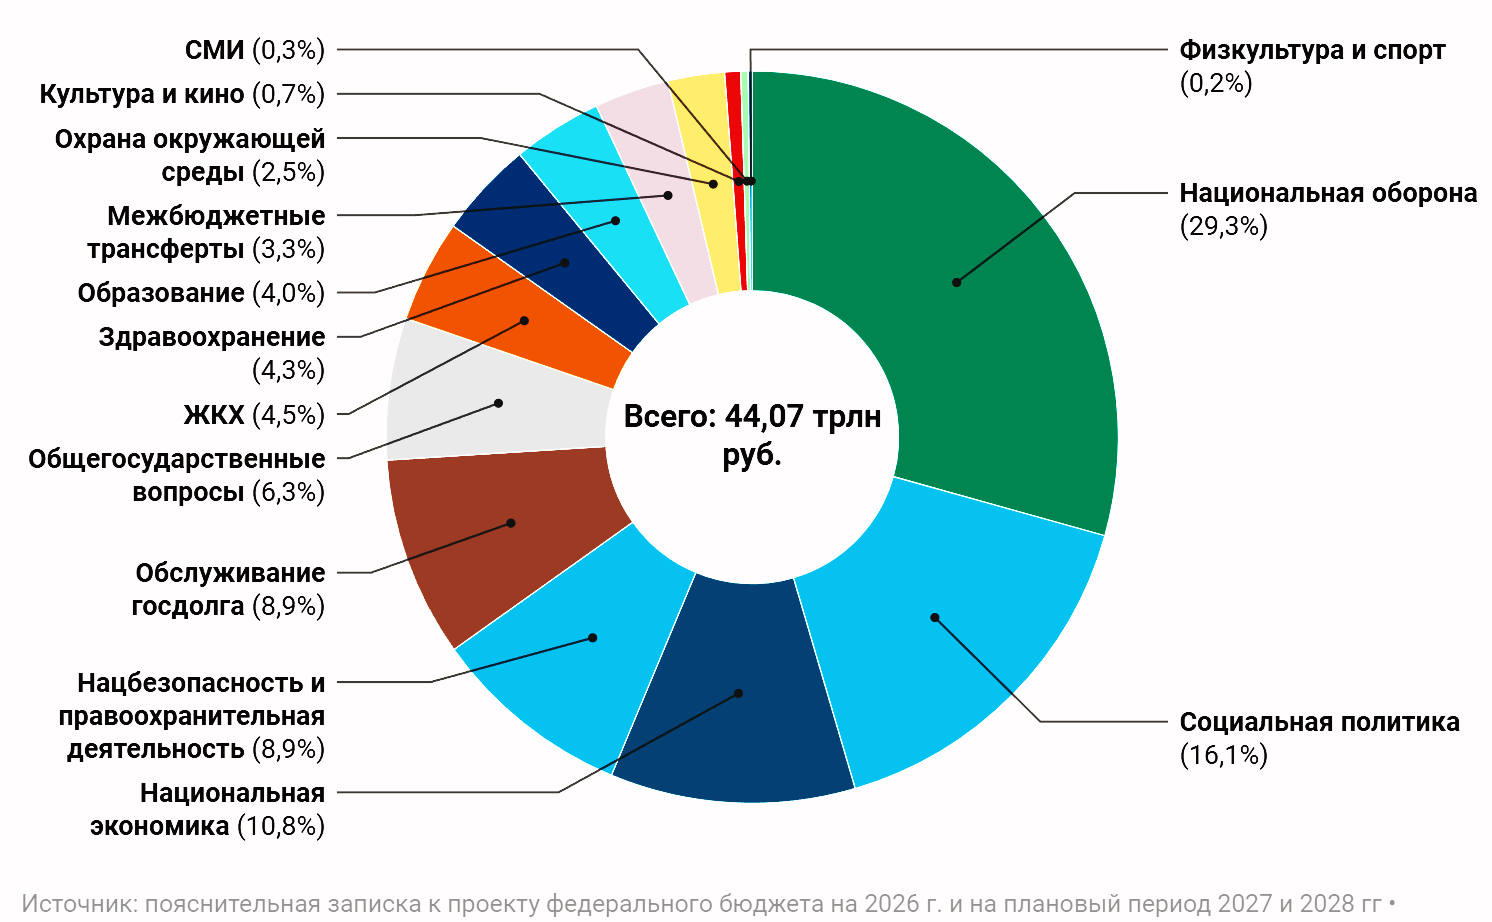 СМИ (0,3%)
Культура и кино (0,7%)
Охрана окружающей
среды (2,5%)
Межбюджетные
трансферты (3,3%)
Образование (4,0%)
Здравоохранение
(4,3%)
ЖКХ (4,5%)
Общегосударственные
вопросы (6,3%)
Обслуживание
госдолга (8,9%)
Нацбезопасность и
правоохранительная
деятельность (8,9%)
Национальная
экономика (10,8%)
Всего: 44,07 трлн
руб.
Физкультура и спорт
(0,2%)
Национальная оборона
(29,3%)
Социальная политика
(16,1%)
Источник: пояснительная записка к проекту федерального бюджета на 2026 г. и на плановый период 2027 и 2028 гг •